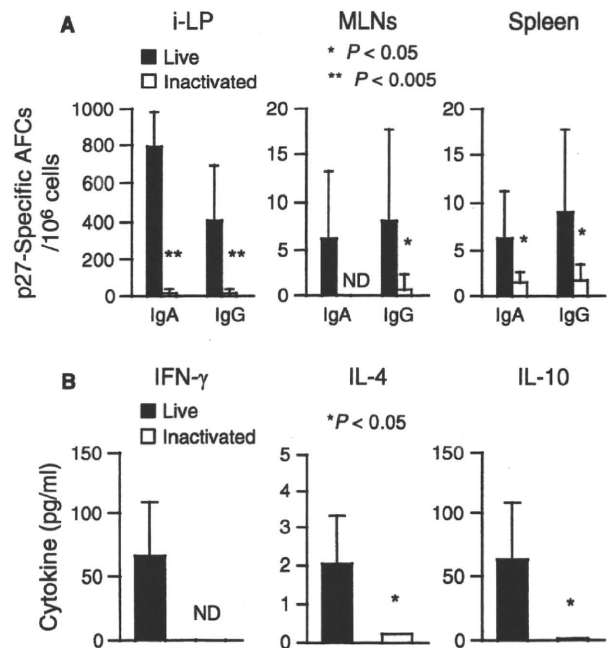 A
i-LP
MLNs
Spleen
■ Live
□ Inactivated
* P < 0.05
** P < 0.005
p27-Specific AFCs
/10⁶ cells
1000
800
600
400
200
0
**
**
IgA
IgG
20
15
10
5
0
ND
*
IgA
IgG
20
15
10
5
0
*
*
IgA
IgG
B
IFN-γ
IL-4
IL-10
■ Live
□ Inactivated
*P < 0.05
Cytokine (pg/ml)
150
100
50
0
ND
5
4
3
2
1
0
*
150
100
50
0
*